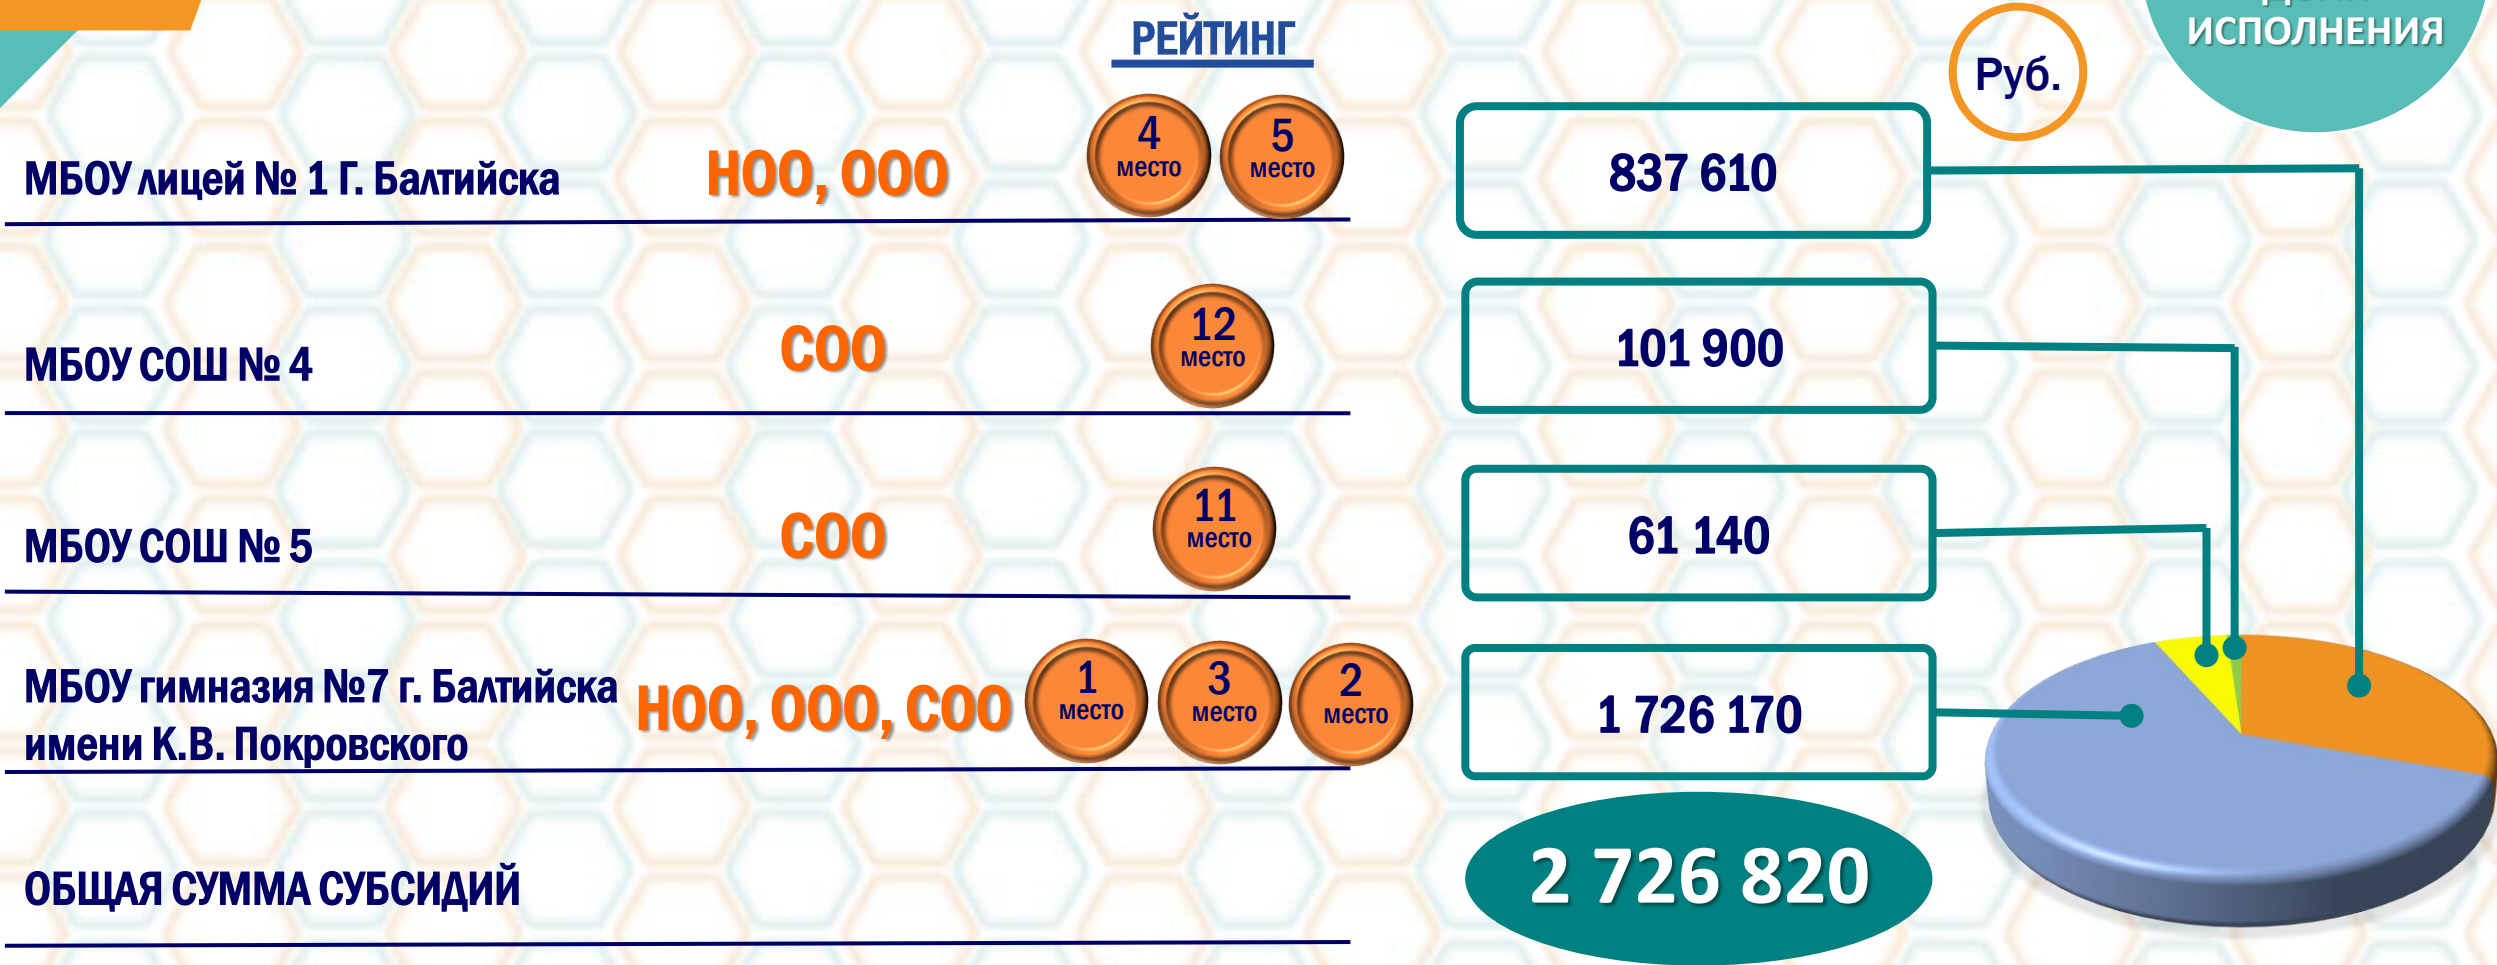 РЕЙТИНГ
ИСПОЛНЕНИЯ
Руб.
МБОУ лицей № 1 Г. Балтийска
НОО, ООО
4 место
5 место
837 610
МБОУ СОШ № 4
СОО
12 место
101 900
МБОУ СОШ № 5
СОО
11 место
61 140
МБОУ гимназия №7 г. Балтийска
имени К.В. Покровского
НОО, ООО, СОО
1 место
3 место
2 место
1 726 170
ОБЩАЯ СУММА СУБСИДИЙ
2 726 820